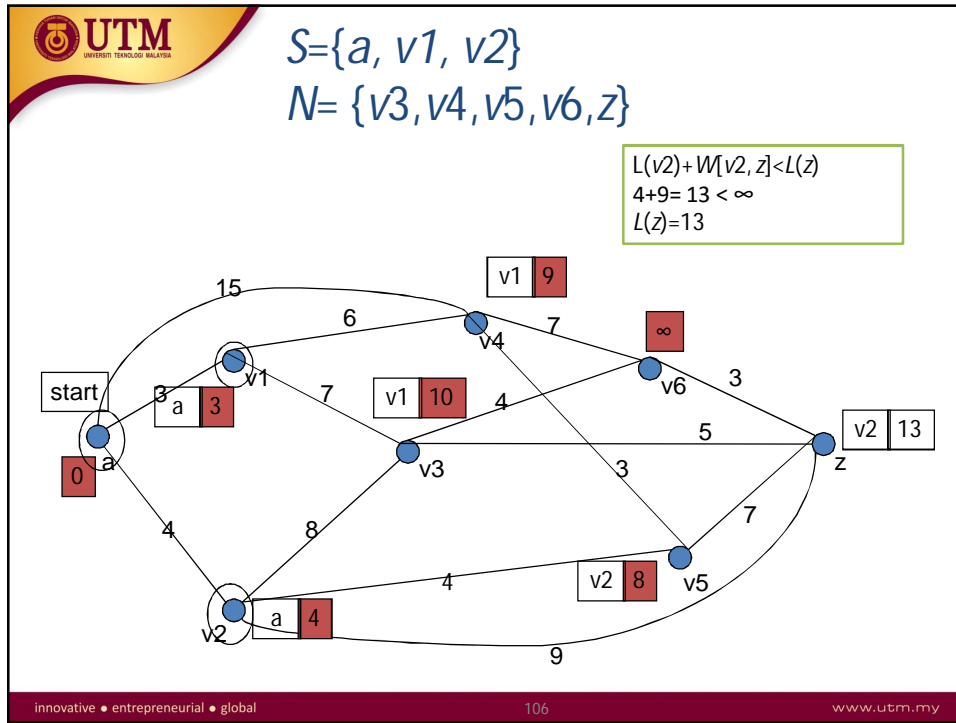 UTM
UNIVERSITI TEKNOLOGI MALAYSIA
S={a, v1, v2}
N= {v3,v4,v5,v6,z}
L(v2)+W[v2, z]<L(z)
4+9= 13 < ∞
L(z)=13
v1 9
15
6
v4
7
∞
v6
3
start
3
v1
a 3
7
v1 10
4
5
v2 13
z
a
0
v3
3
4
8
7
v2 8
v5
4
v2
a 4
9
innovative ● entrepreneurial ● global
106
www.utm.my